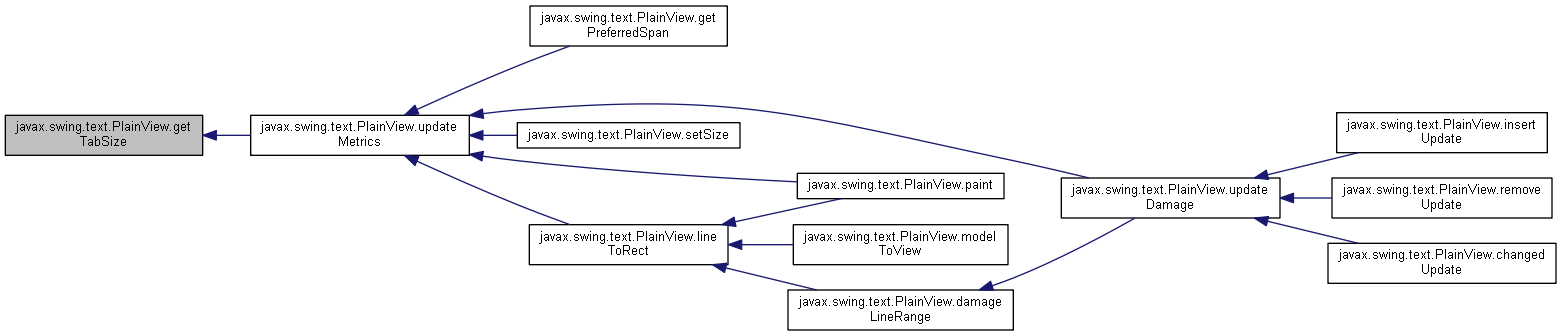 javax.swing.text.PlainView.get
TabSize
javax.swing.text.PlainView.update
Metrics
javax.swing.text.PlainView.get
PreferredSpan
javax.swing.text.PlainView.setSize
javax.swing.text.PlainView.paint
javax.swing.text.PlainView.line
ToRect
javax.swing.text.PlainView.model
ToView
javax.swing.text.PlainView.damage
LineRange
javax.swing.text.PlainView.update
Damage
javax.swing.text.PlainView.insert
Update
javax.swing.text.PlainView.remove
Update
javax.swing.text.PlainView.changed
Update